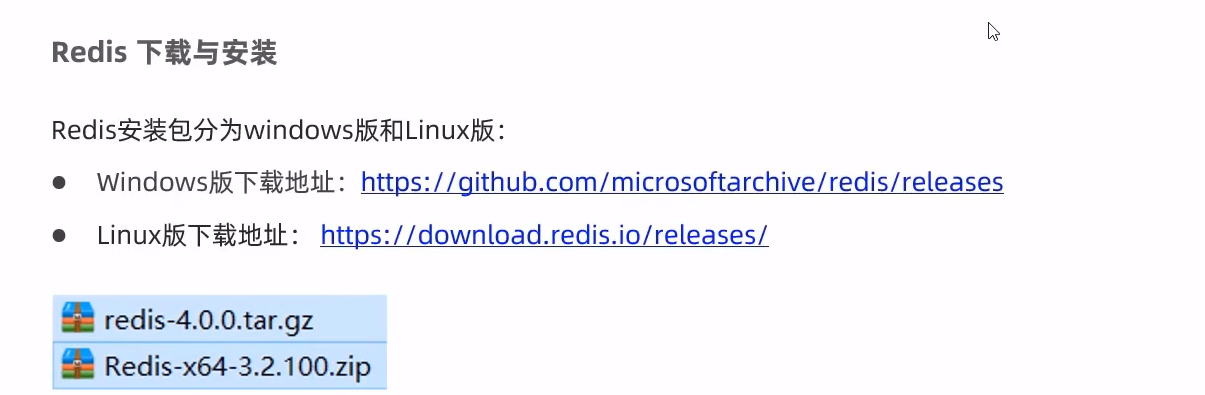 Redis 下载与安装
Redis安装包分为windows版和Linux版：
● Windows版下载地址：https://github.com/microsoftarchive/redis/releases
● Linux版下载地址： https://download.redis.io/releases/
redis-4.0.0.tar.gz
Redis-x64-3.2.100.zip